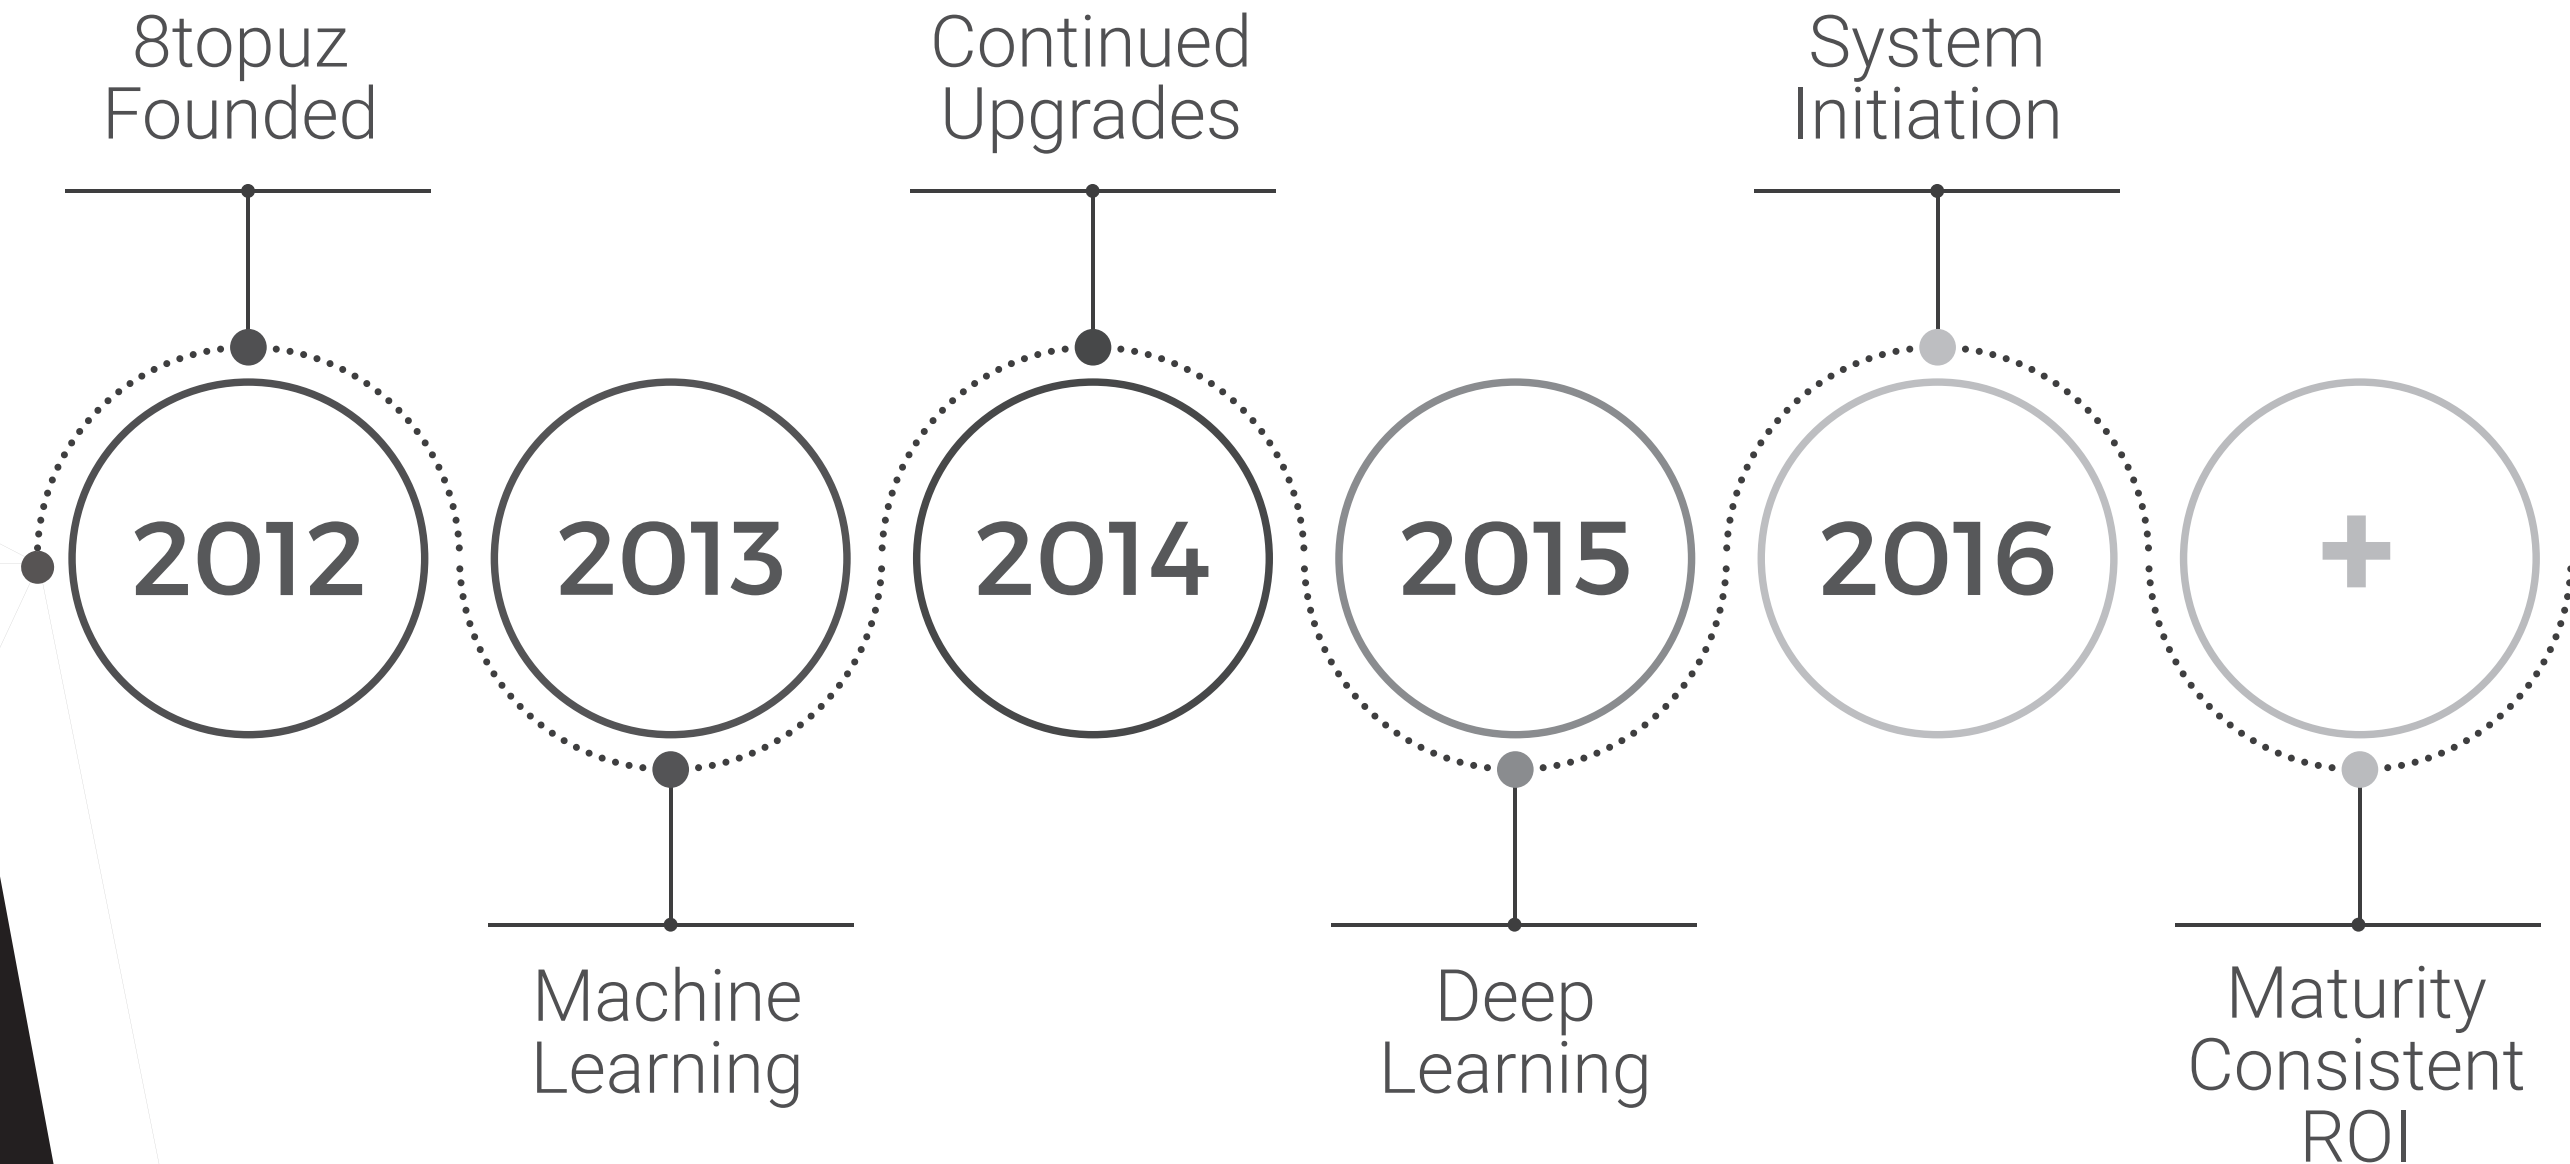 8topuz
Founded
Continued
Upgrades
System
Initiation
2012
2013
2014
2015
2016
+
Machine
Learning
Deep
Learning
Maturity
Consistent
ROI